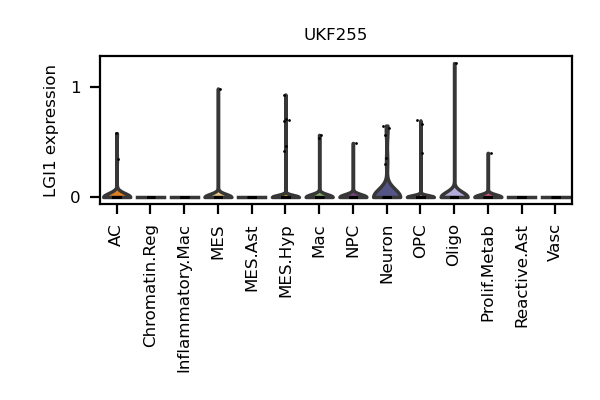 UKF255
LGI1 expression
1
0
AC
Chromatin.Reg
Inflammatory.Mac
MES
MES.Ast
MES.Hyp
Mac
NPC
Neuron
OPC
Oligo
Prolif.Metab
Reactive.Ast
Vasc